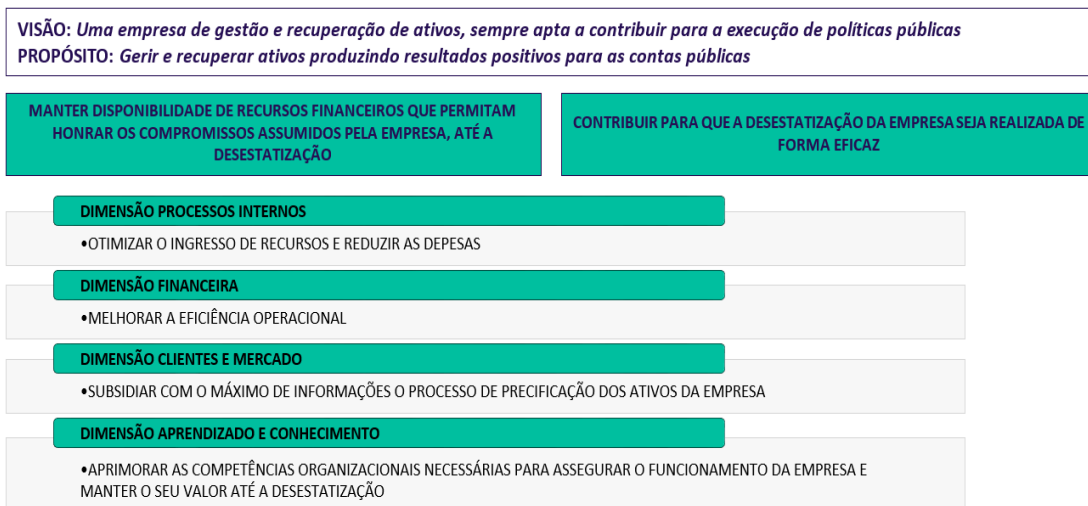 VISÃO: Uma empresa de gestão e recuperação de ativos, sempre apta a contribuir para a execução de políticas públicas
PROPÓSITO: Gerir e recuperar ativos produzindo resultados positivos para as contas públicas
MANTER DISPONIBILIDADE DE RECURSOS FINANCEIROS QUE PERMITAM
HONRAR OS COMPROMISSOS ASSUMIDOS PELA EMPRESA, ATÉ A
DESESTATIZAÇÃO
CONTRIBUIR PARA QUE A DESESTATIZAÇÃO DA EMPRESA SEJA REALIZADA DE
FORMA EFICAZ
DIMENSÃO PROCESSOS INTERNOS
•OTIMIZAR O INGRESSO DE RECURSOS E REDUZIR AS DEPESAS
DIMENSÃO FINANCEIRA
•MELHORAR A EFICIÊNCIA OPERACIONAL
DIMENSÃO CLIENTES E MERCADO
•SUBSIDIAR COM O MÁXIMO DE INFORMAÇÕES O PROCESSO DE PRECIFICAÇÃO DOS ATIVOS DA EMPRESA
DIMENSÃO APRENDIZADO E CONHECIMENTO
•APRIMORAR AS COMPETÊNCIAS ORGANIZACIONAIS NECESSÁRIAS PARA ASSEGURAR O FUNCIONAMENTO DA EMPRESA E
MANTER O SEU VALOR ATÉ A DESESTATIZAÇÃO